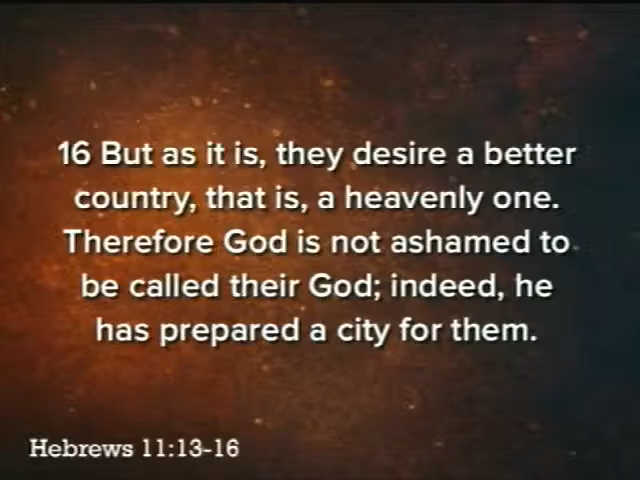 16 But as it is, they desire a better
country, that is, a heavenly one.
Therefore God is not ashamed to
be called their God; indeed, he
has prepared a city for them.
Hebrews 11:13-16